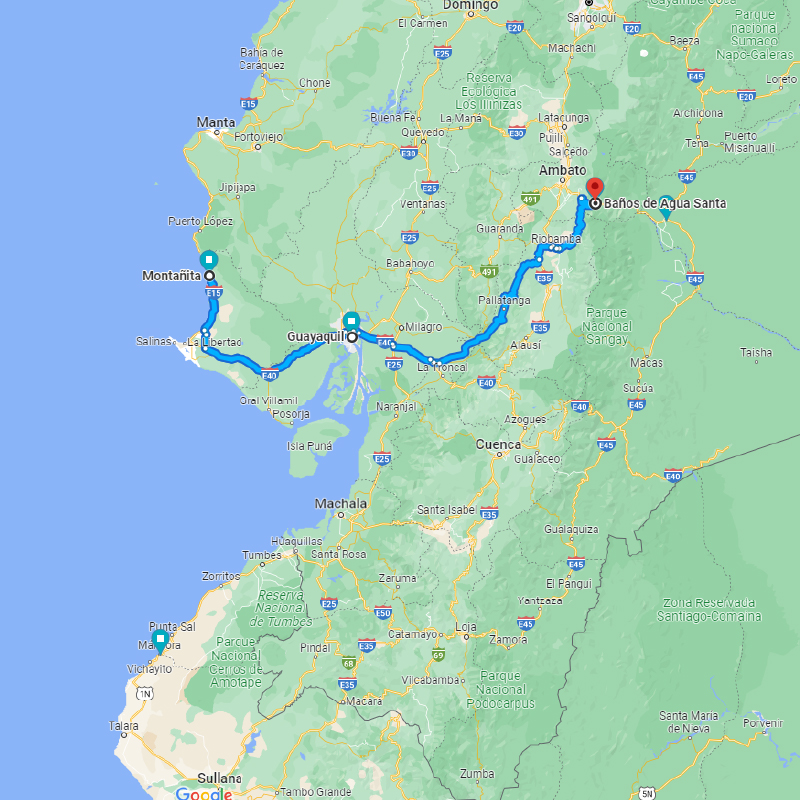 Domingo
Cayambe Coca
El Carmen
Sangolquí
E20
E20
Parque
nacional
Sumaco
Napo-Galeras
Machachi
Baeza
Bahía de
Caráquez
E25
Chone
Reserva
Ecológica
Los Illinizas
E45
Loreto
E20
E15
Archidona
Manta
Portoviejo
Buena Fe
La Maná
Latacunga
Quevedo
E30
Pujilí
Salcedo
Tena
Puerto
Misahualli
E30
Ambato
E45
Jipijapa
E25
491
Ventanas
Baños de Agua Santa
Puerto López
Guaranda
E25
Riobamba
Montañita
Babahoyo
491
E35
E45
E15
Pallatanga
Parque
Nacional
Sangay
Salinas
La Libertad
Guayaquil
Milagro
E40
E35
Alausí
E25
La Troncal
Taisha
Macas
E40
E40
Sucúa
Gral Villamil
Posorja
Naranjal
E40
E45
Azogues
Isla Puná
Cuenca
Gualaceo
E45
E25
E40
Machala
Santa Isabel
E35
Huaquillas
Gualaquiza
Tumbes
Santa Rosa
E45
Zorritos
Zaruma
El Pangui
Reserva
Nacional
de Tumbes
E25
E50
Yantzaza
Zona Reservada
Santiago-Comaina
Punta Sal
Catamayo
Loja
E45
Máncora
Zamora
Parque
Nacional
Cerros de
Amotape
Pindal
E35
69
Vichayito
68
Vilcabamba
Parque
Nacional
Podocarpus
1N
E35
Macará
Talara
Santa María
de Nieva
Porvenir
Zumba
Sullana
Tambo Grande
5N
Google